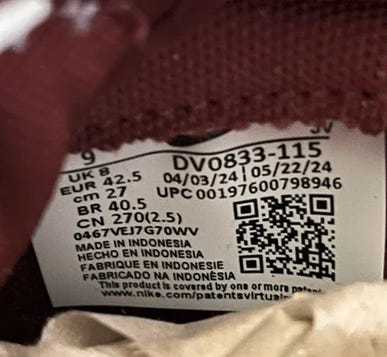 9
UK 8
EUR 42.5
cm 27
BR 40.5
CN 270(2.5)
0467VEJ7G70WV
DV0833-115
04/03/24 | 05/22/24
UPC 00197600798946
MADE IN INDONESIA
HECHO EN INDONESIA
FABRIQUE EN INDONESIE
FABRICADO NA INDONÉSIA
This product is covered by one or more
www.nike.com/patentsvirtual